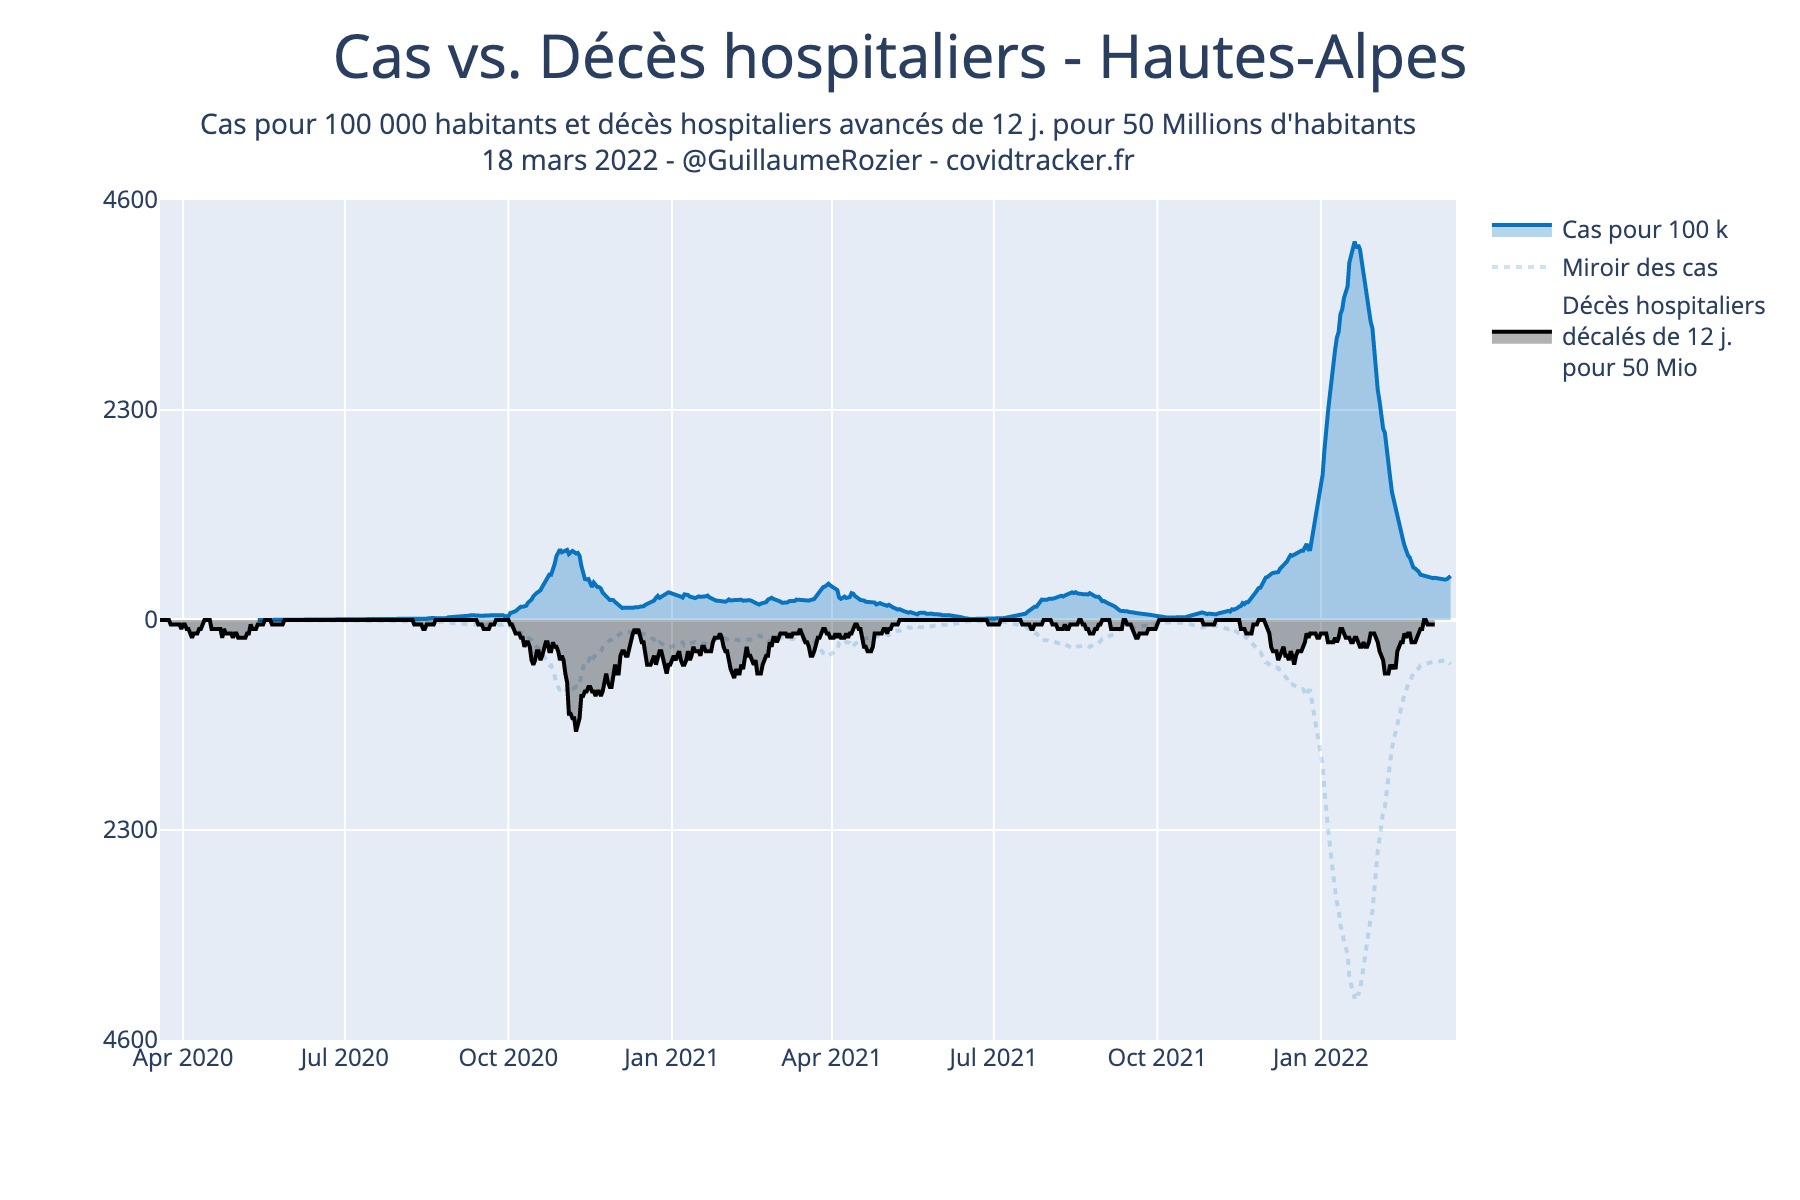 Cas vs. Décès hospitaliers - Hautes-Alpes
Cas pour 100 000 habitants et décès hospitaliers avancés de 12 j. pour 50 Millions d'habitants
18 mars 2022 - @GuillaumeRozier - covidtracker.fr
4600
2300
0
2300
4600
Apr 2020
Jul 2020
Oct 2020
Jan 2021
Apr 2021
Jul 2021
Oct 2021
Jan 2022
Cas pour 100 k
Miroir des cas
Décès hospitaliers
décalés de 12 j.
pour 50 Mio